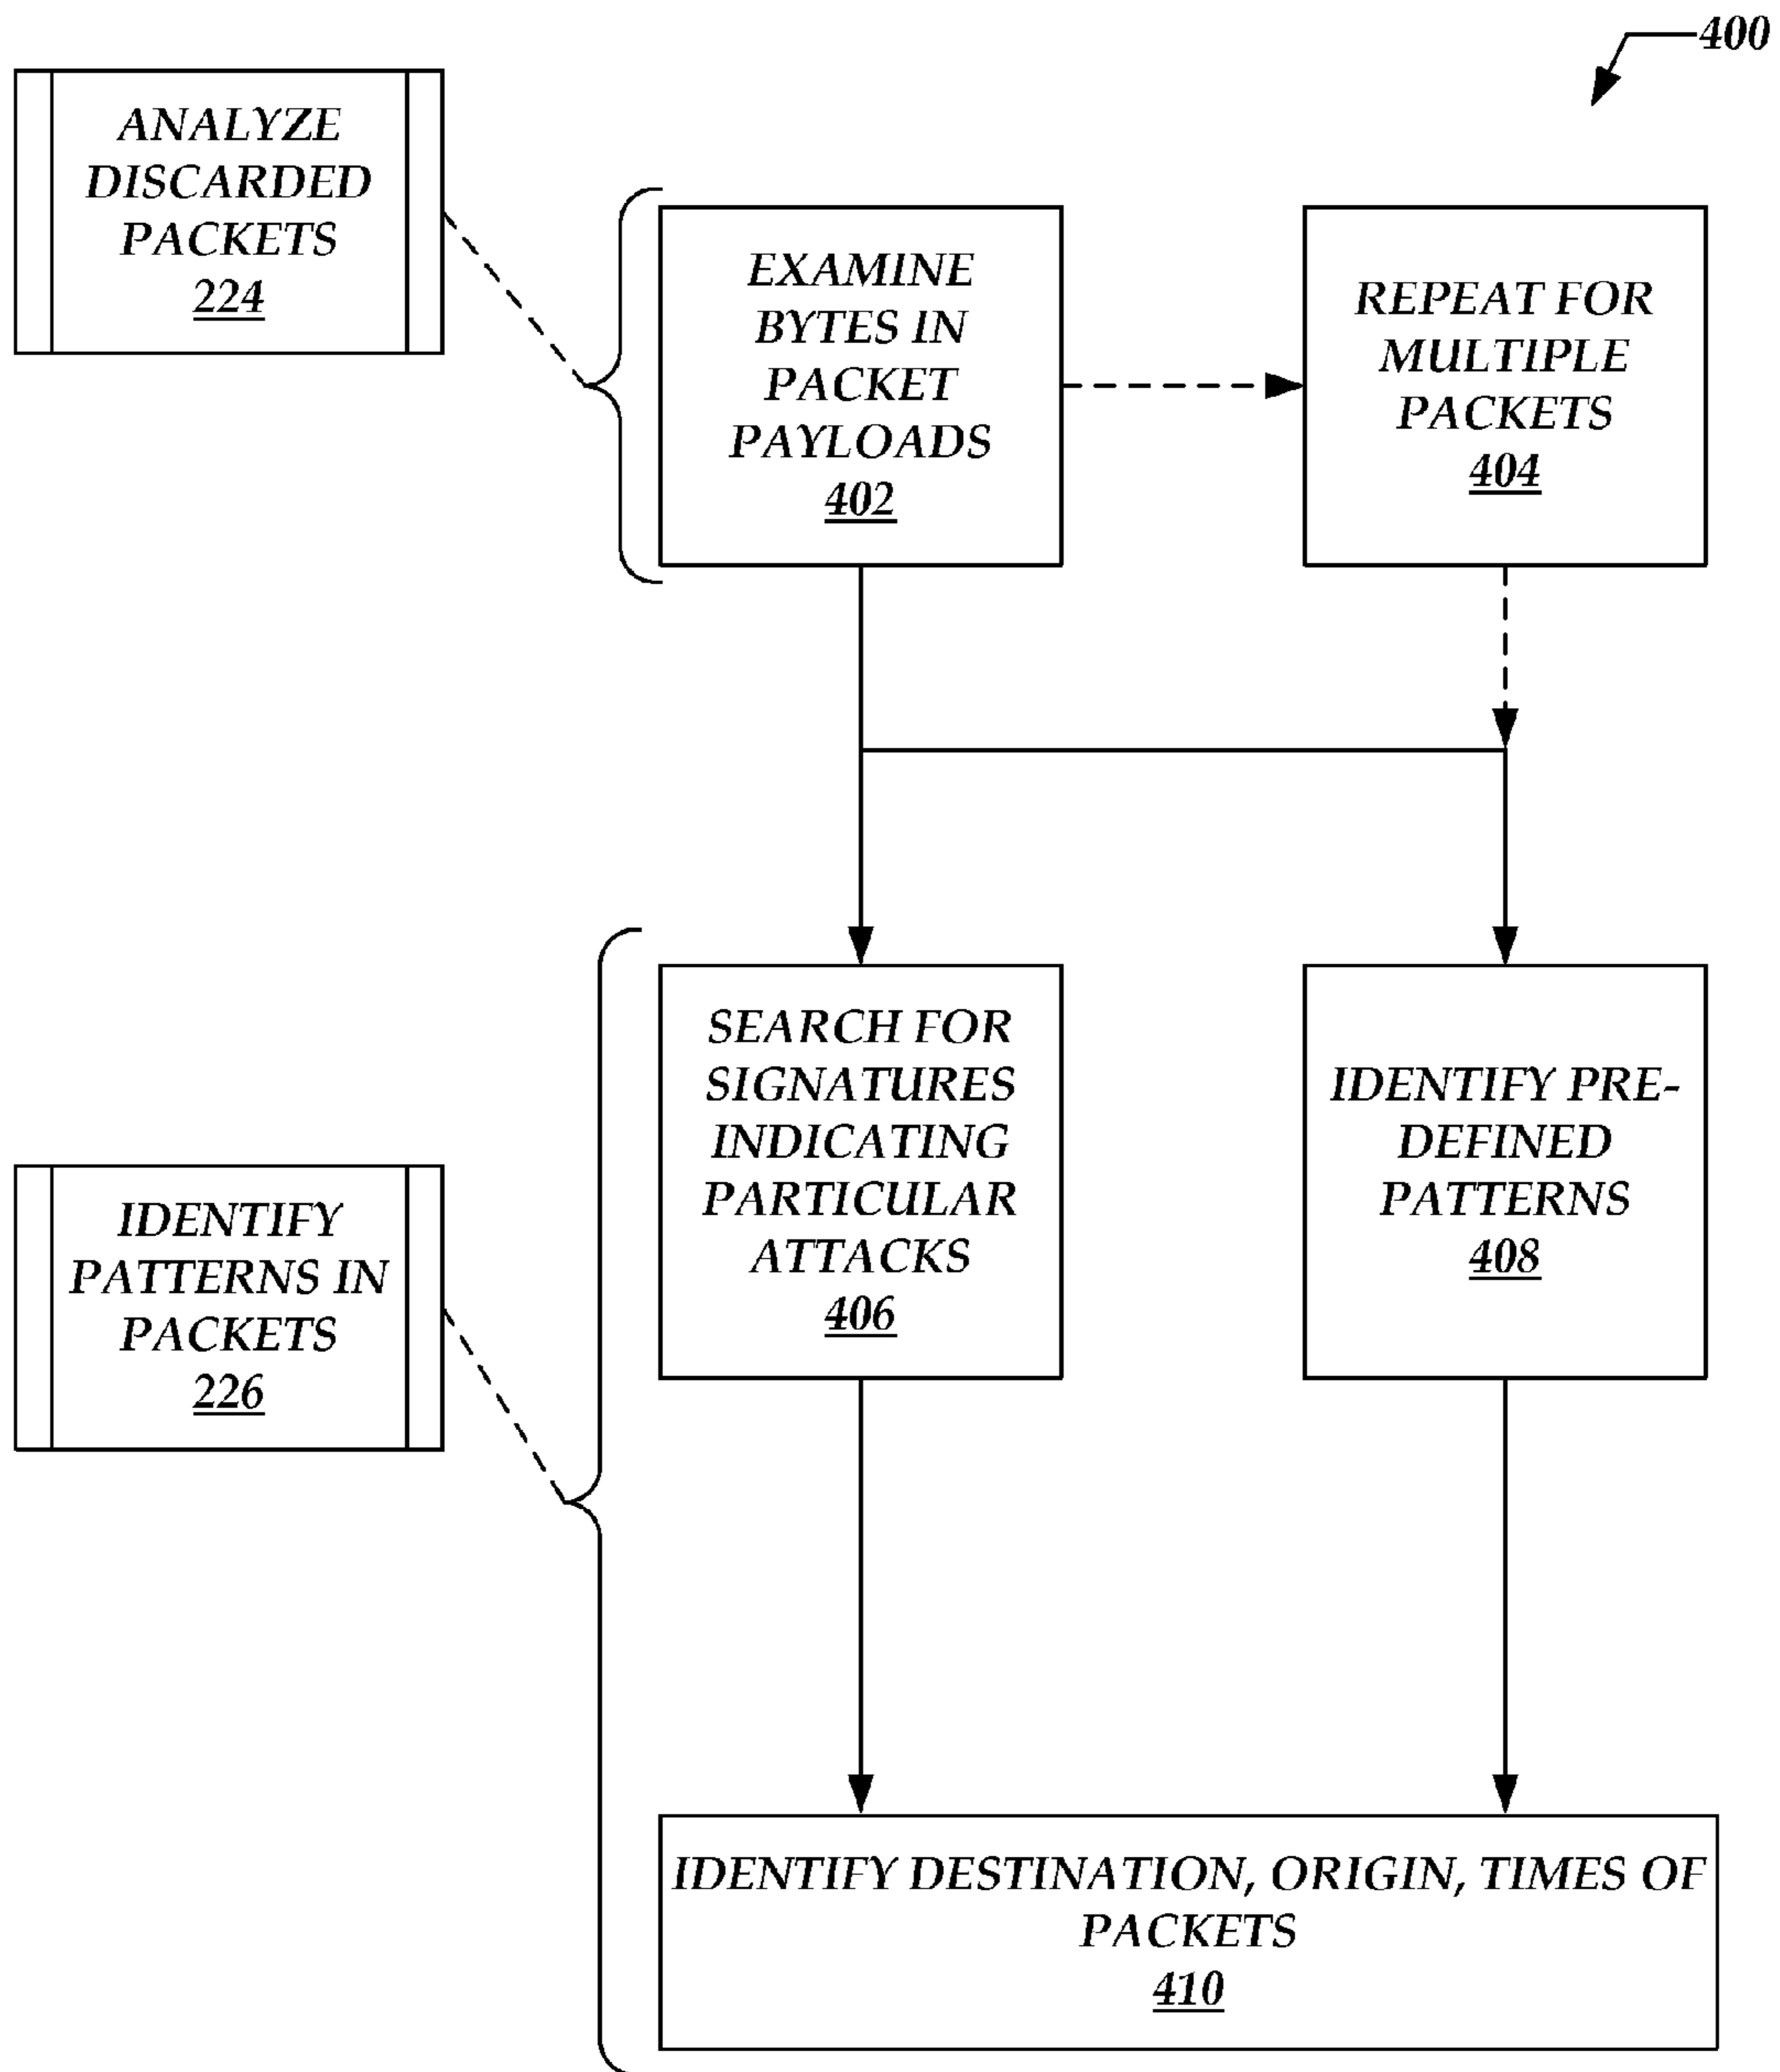 400
ANALYZE
DISCARDED
PACKETS
224
EXAMINE
BYTES IN
PACKET
PAYLOADS
402
REPEAT FOR
MULTIPLE
PACKETS
404
SEARCH FOR
SIGNATURES
INDICATING
PARTICULAR
ATTACKS
406
IDENTIFY PRE-
DEFINED
PATTERNS
408
IDENTIFY
PATTERNS IN
PACKETS
226
IDENTIFY DESTINATION, ORIGIN, TIMES OF
PACKETS
410